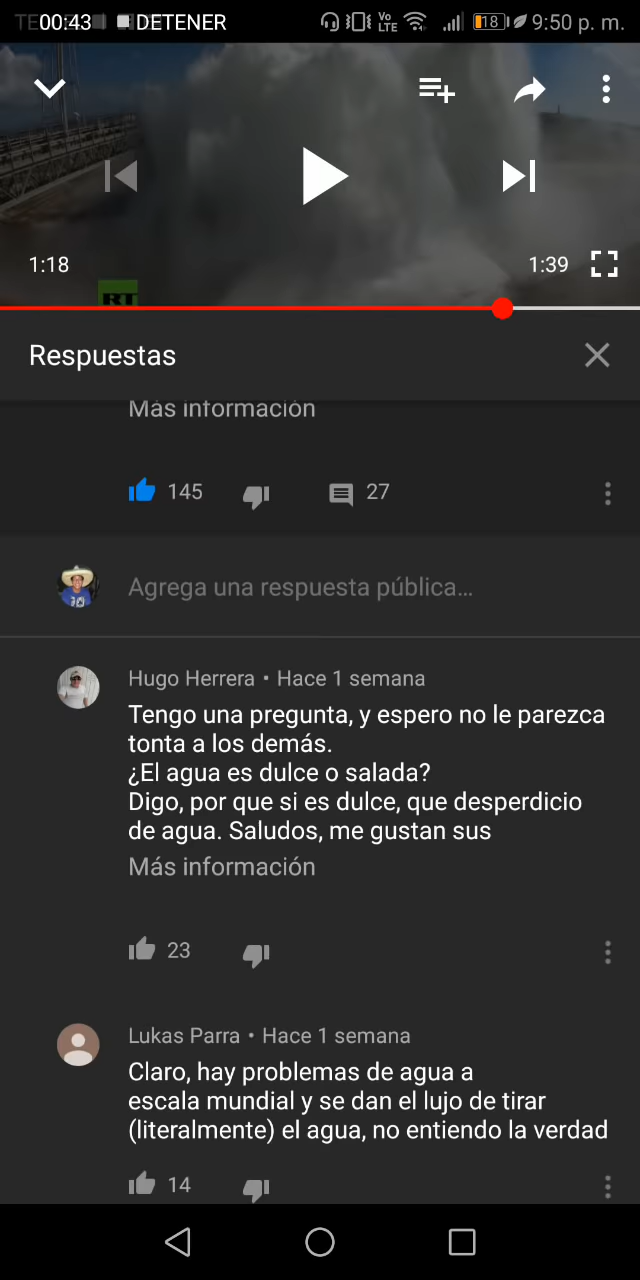 00:43 DETENER Vo LTE 18 9:50 p. m.
1:18
1:39
RT
Respuestas
Más información
145
27
Agrega una respuesta pública...
Hugo Herrera • Hace 1 semana
Tengo una pregunta, y espero no le parezca
tonta a los demás.
¿El agua es dulce o salada?
Digo, por que si es dulce, que desperdicio
de agua. Saludos, me gustan sus
Más información
23
Lukas Parra • Hace 1 semana
Claro, hay problemas de agua a
escala mundial y se dan el lujo de tirar
(literalmente) el agua, no entiendo la verdad
14